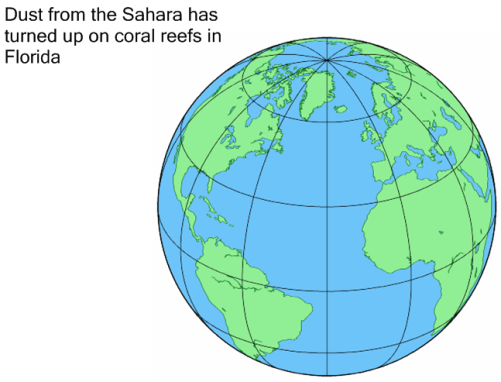 Dust from the Sahara has
turned up on coral reefs in
Florida